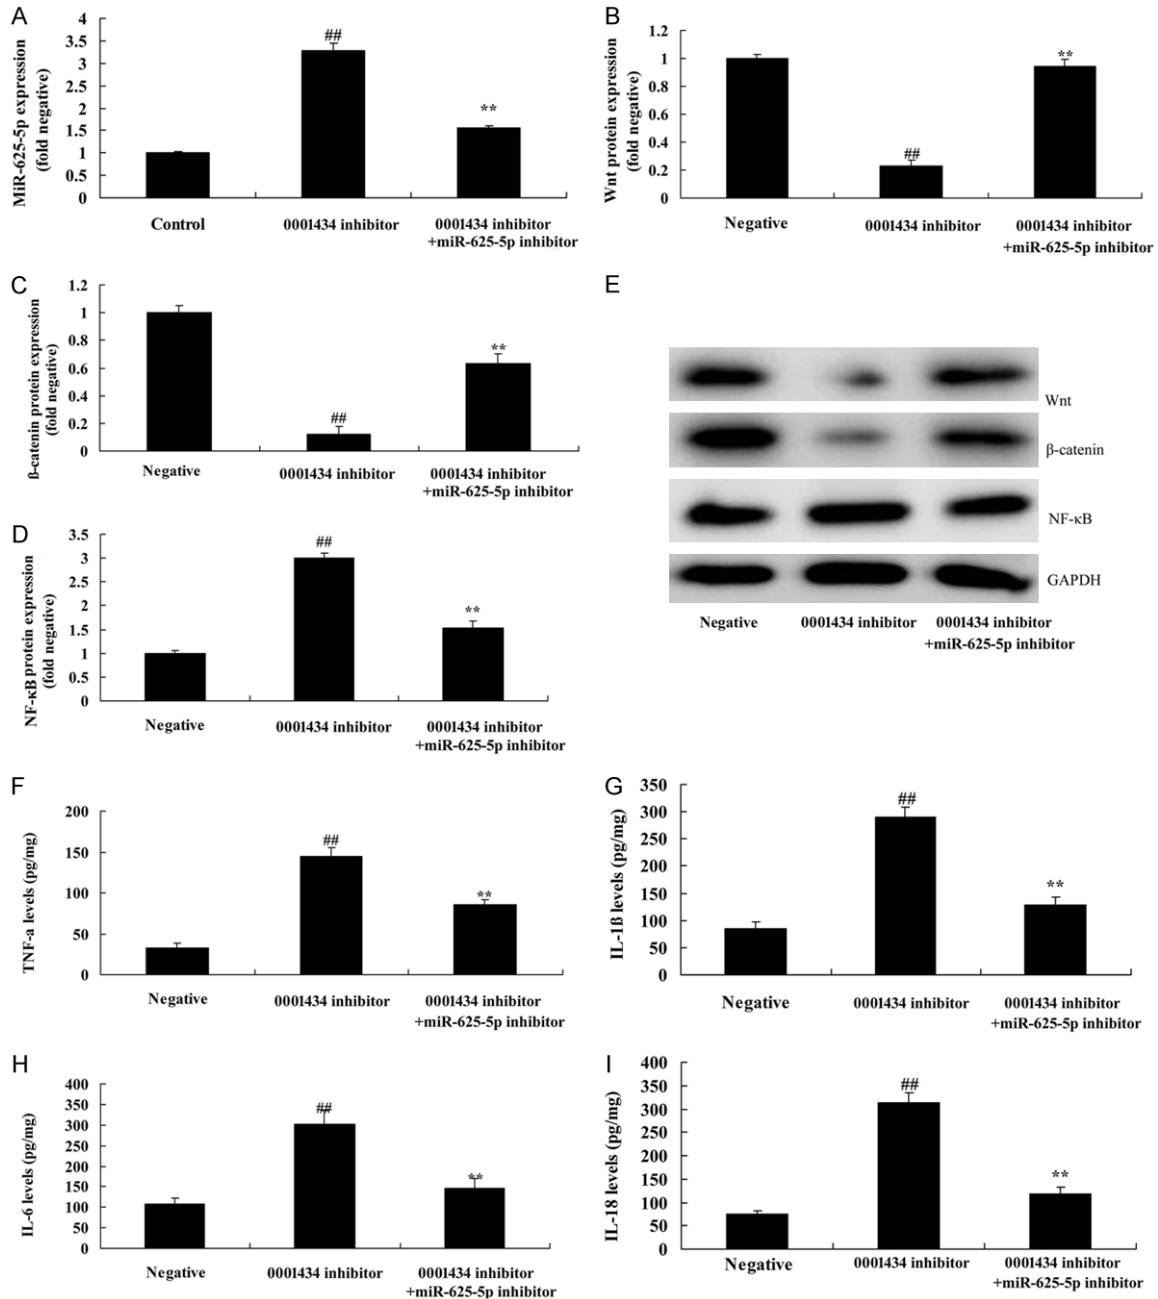 A
MiR-625-5p expression
(fold negative)
4
3.5
3
2.5
2
1.5
1
0.5
0
##
**
Control
0001434 inhibitor
0001434 inhibitor
+miR-625-5p inhibitor
B
Wnt protein expression
(fold negative)
1.2
1
0.8
0.6
0.4
0.2
0
##
**
Negative
0001434 inhibitor
0001434 inhibitor
+miR-625-5p inhibitor
C
ß-catenin protein expression
(fold negative)
1.2
1
0.8
0.6
0.4
0.2
0
##
**
Negative
0001434 inhibitor
0001434 inhibitor
+miR-625-5p inhibitor
E
Wnt
β-catenin
NF-κB
GAPDH
Negative
0001434 inhibitor
0001434 inhibitor
+miR-625-5p inhibitor
D
NF-κB protein expression
(fold negative)
3.5
3
2.5
2
1.5
1
0.5
0
##
**
Negative
0001434 inhibitor
0001434 inhibitor
+miR-625-5p inhibitor
F
TNF-a levels (pg/mg)
200
150
100
50
0
##
**
Negative
0001434 inhibitor
0001434 inhibitor
+miR-625-5p inhibitor
G
IL-1ß levels (pg/mg)
350
300
250
200
150
100
50
0
##
**
Negative
0001434 inhibitor
0001434 inhibitor
+miR-625-5p inhibitor
H
IL-6 levels (pg/mg)
400
350
300
250
200
150
100
50
0
##
**
Negative
0001434 inhibitor
0001434 inhibitor
+miR-625-5p inhibitor
I
IL-18 levels (pg/mg)
400
350
300
250
200
150
100
50
0
##
**
Negative
0001434 inhibitor
0001434 inhibitor
+miR-625-5p inhibitor